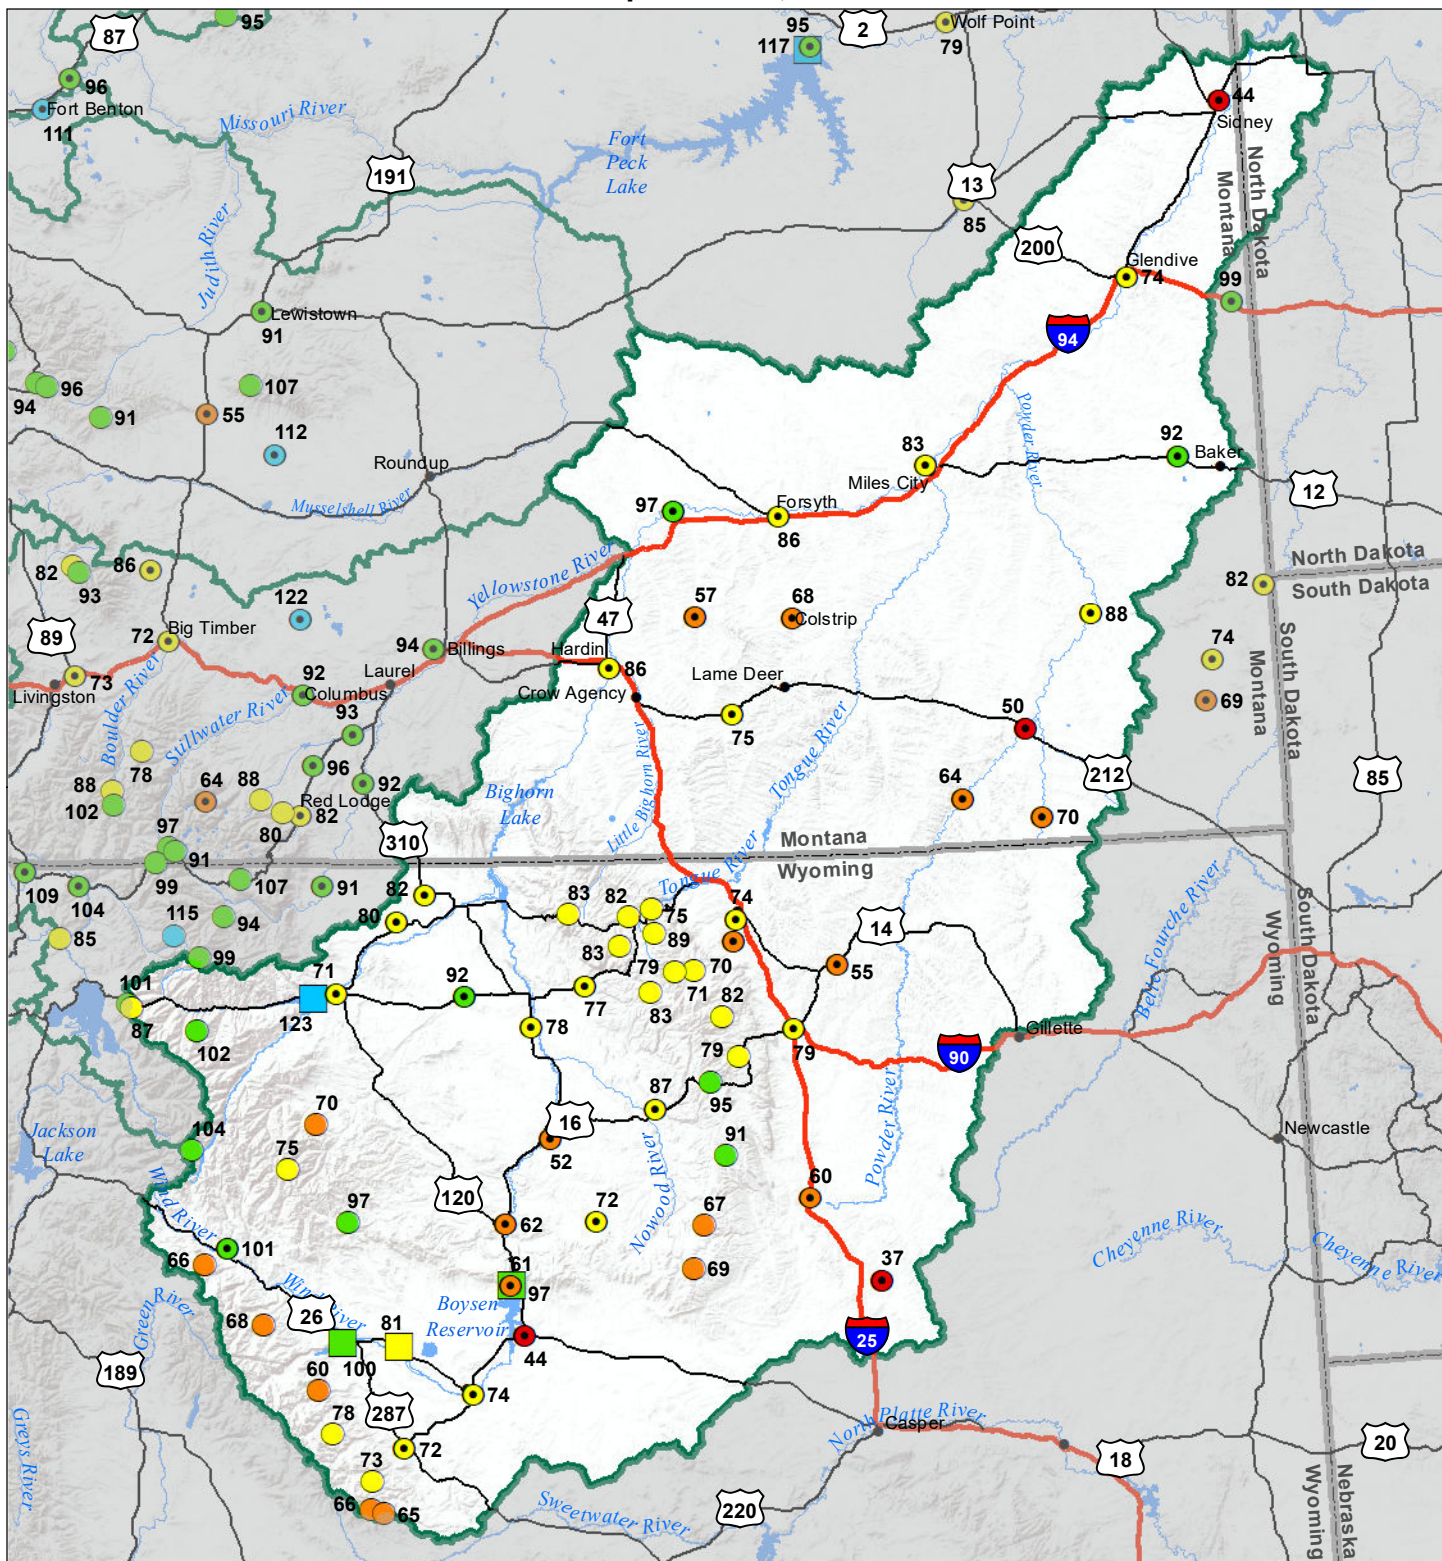 87
95
95
117
2
Wolf Point
79
96
Fort Benton
111
Missouri River
Fort
Peck
Lake
191
13
85
44
Sidney
North Dakota
Montana
Judith River
200
Glendive
74
99
Lewistown
91
94
94
96
107
91
55
112
Powder River
Roundup
Musselshell River
83
Miles City
92
Baker
12
97
Forsyth
86
82
93
86
Yellowstone River
North Dakota
South Dakota
82
122
47
57
68
Colstrip
88
89
72
Big Timber
94
Billings
Hardin
86
74
South Dakota
Montana
Livingston
73
Boulder River
Stillwater River
92
Columbus
Laurel
Crow Agency
Lame Deer
75
50
69
93
78
96
Little Bighorn River
Tongue River
212
85
88
102
64
88
92
Red Lodge
80
82
Bighorn
Lake
64
70
97
91
99
310
Montana
Wyoming
109
104
107
91
82
Tongue River
83
82
75
74
Belle Fourche River
South Dakota
Wyoming
85
115
94
80
83
89
14
99
79
70
71
55
101
87
71
123
92
77
83
82
102
78
79
79
90
Gillette
87
95
16
52
Powder River
Newcastle
Jackson
Lake
104
70
75
91
Wind River
120
97
62
72
Nowood River
67
60
Cheyenne River
Cheyenne River
101
66
69
37
61
97
Green River
Wind River
26
68
81
100
Boysen
Reservoir
44
25
189
60
74
287
78
72
73
66
65
North Platte River
Casper
18
20
Greys River
Sweetwater River
220
Nebraska
Wyoming